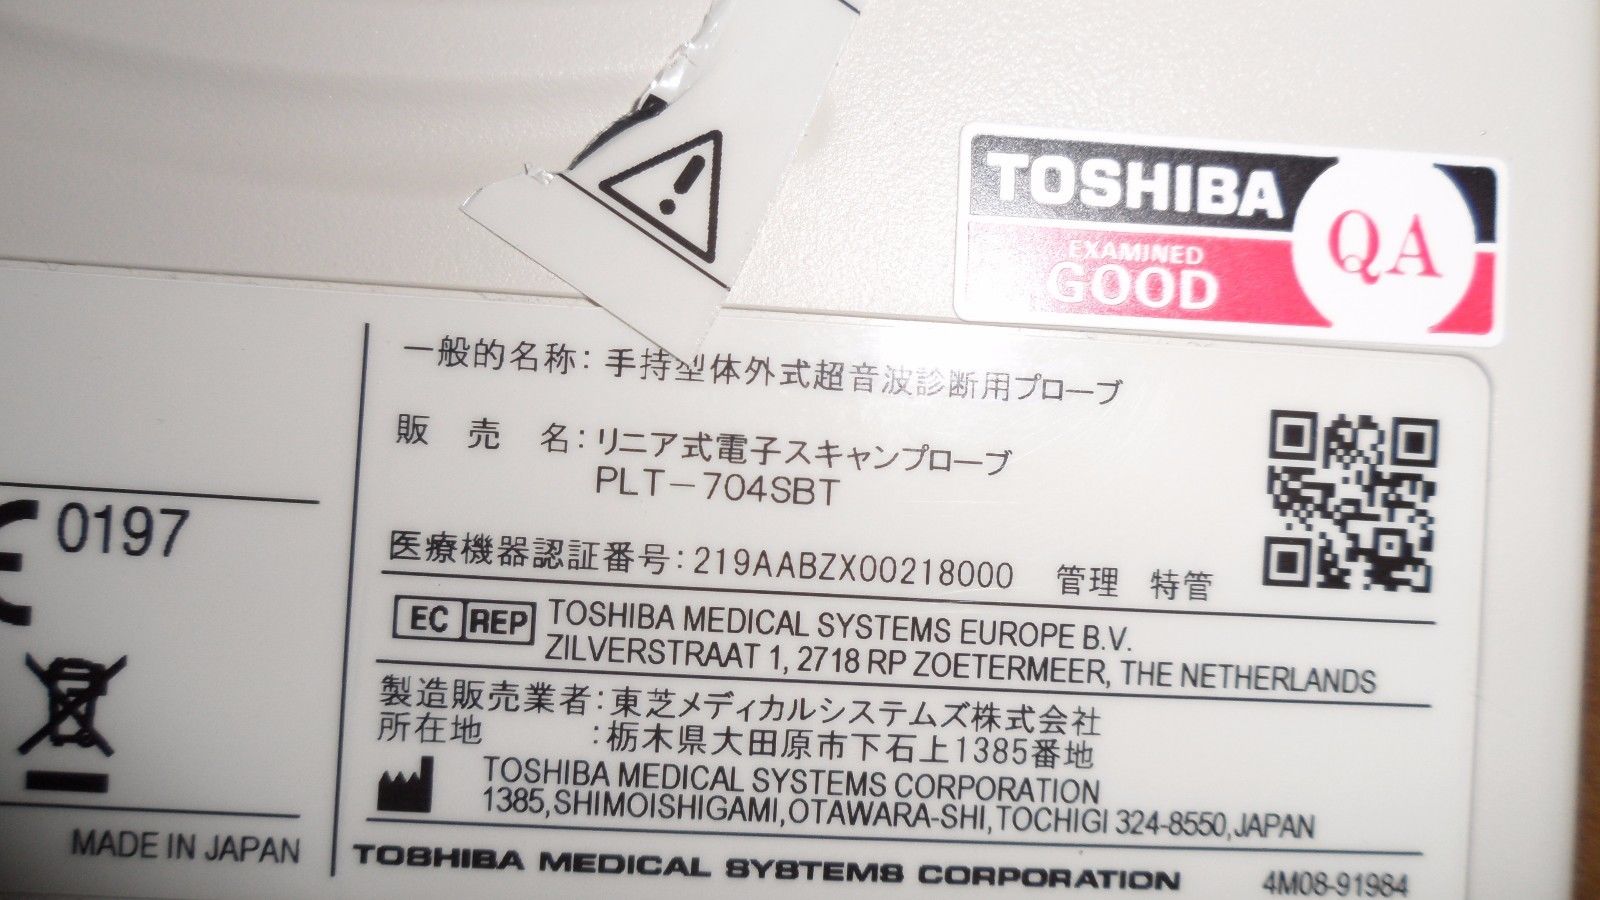 TOSHIBA
EXAMINED
GOOD
QA
一般的名称：手持型体外式超音波診断用プローブ
販 売 名：リニア式電子スキャンプローブ
PLT－704SBT
医療機器認証番号：219AABZX00218000 管理 特管
EC REP TOSHIBA MEDICAL SYSTEMS EUROPE B.V.
ZILVERSTRAAT 1, 2718 RP ZOETERMEER, THE NETHERLANDS
製造販売業者：東芝メディカルシステムズ株式会社
所在地 ：栃木県大田原市下石上1385番地
TOSHIBA MEDICAL SYSTEMS CORPORATION
1385,SHIMOISHIGAMI,OTAWARA-SHI,TOCHIGI 324-8550,JAPAN
TOSHIBA MEDICAL SYSTEMS CORPORATION
4M08-91984
CE 0197
MADE IN JAPAN